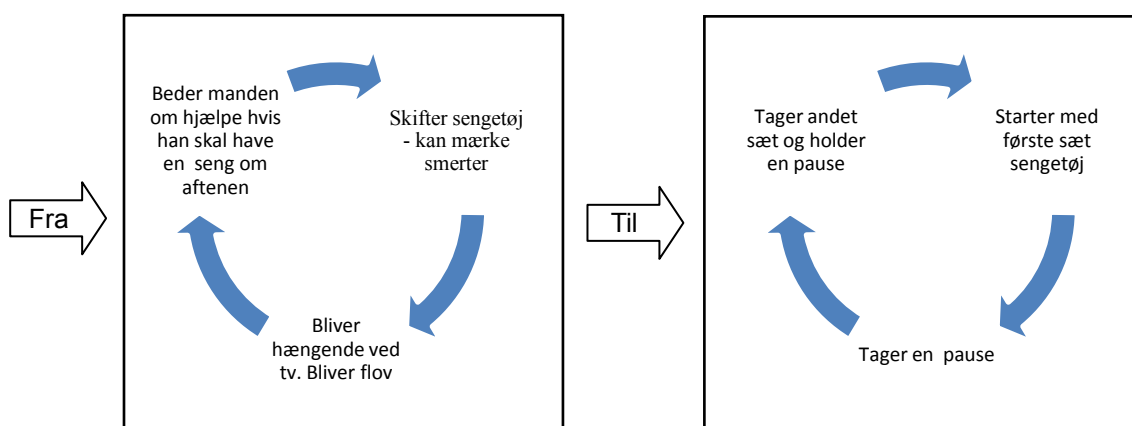 Fra
Beder manden
om hjælpe hvis
han skal have
en seng om
aftenen
Skifter sengetøj
- kan mærke
smerter
Bliver
hængende ved
tv. Bliver flov
Til
Tager andet
sæt og holder
en pause
Starter med
første sæt
sengetøj
Tager en pause